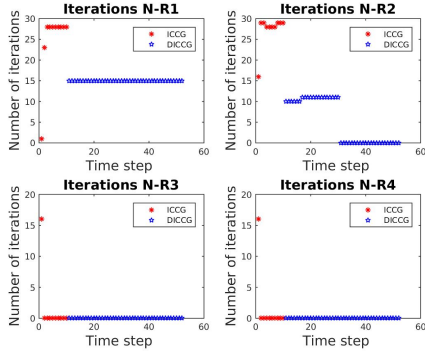 Iterations N-R1
Number of iterations
30
25
20
15
10
5
0
ICCG
DICCG
0 20 40 60
Time step
Iterations N-R2
Number of iterations
30
25
20
15
10
5
0
ICCG
DICCG
0 20 40 60
Time step
Iterations N-R3
Number of iterations
20
15
10
5
0
ICCG
DICCG
0 20 40 60
Time step
Iterations N-R4
Number of iterations
20
15
10
5
0
ICCG
DICCG
0 20 40 60
Time step